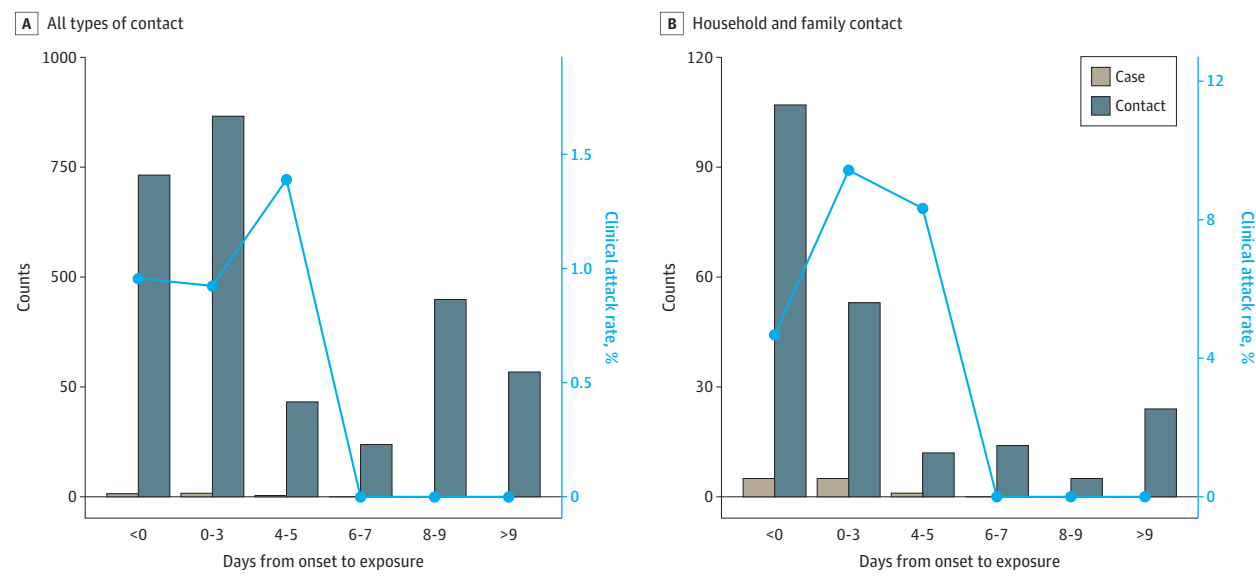 A All types of contact
1000
750
500
50
0
Counts
1.5
1.0
0.5
0
Clinical attack rate, %
<0 0-3 4-5 6-7 8-9 >9
Days from onset to exposure
B Household and family contact
120
90
60
30
0
Counts
Case
Contact
12
8
4
0
Clinical attack rate, %
<0 0-3 4-5 6-7 8-9 >9
Days from onset to exposure